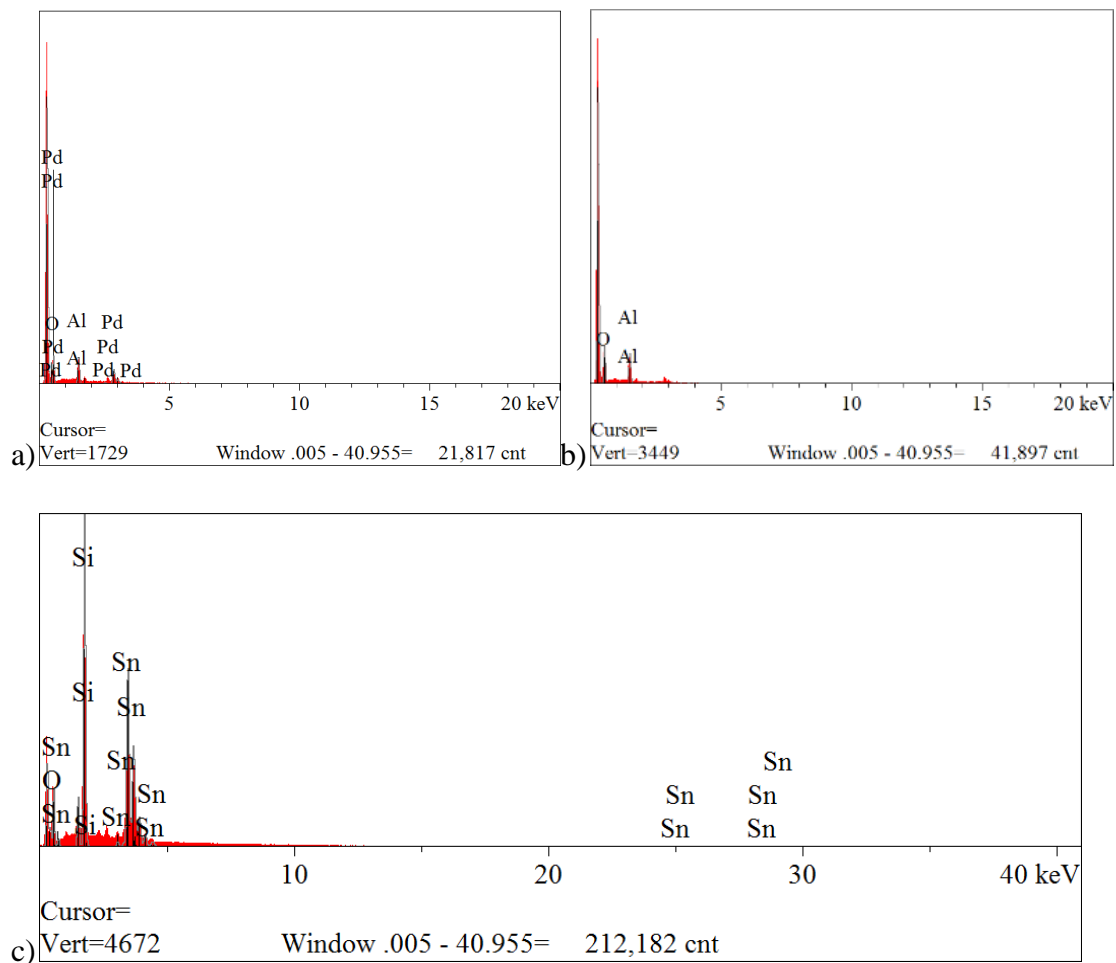 Pd
Pd
O Al Pd
Pd Al Pd
Pd Pd Pd
5 10 15 20 keV
Cursor=
a) Vert=1729 Window .005 - 40.955= 21,817 cnt
Al
O
Al
5 10 15 20 keV
Cursor=
b) Vert=3449 Window .005 - 40.955= 41,897 cnt
Si
Sn
Si
Sn
Sn
Sn Sn
O Sn Sn Sn
Sn Si Sn Sn Sn Sn
10 20 30 40 keV
Cursor=
c) Vert=4672 Window .005 - 40.955= 212,182 cnt